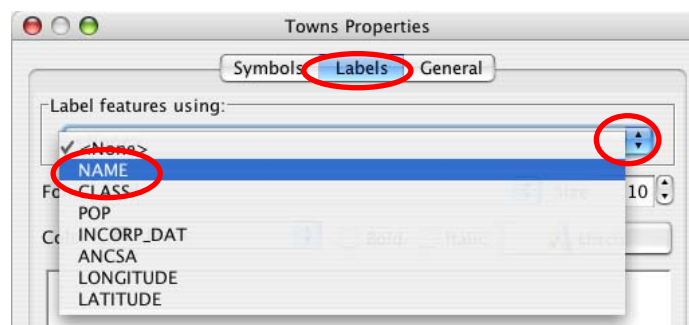 Towns Properties
Symbols Labels General
Label features using:
✓ <None>
NAME
CLASS
POP
INCORP_DAT
ANCSA
LONGITUDE
LATITUDE
Size 10
Bold Italic